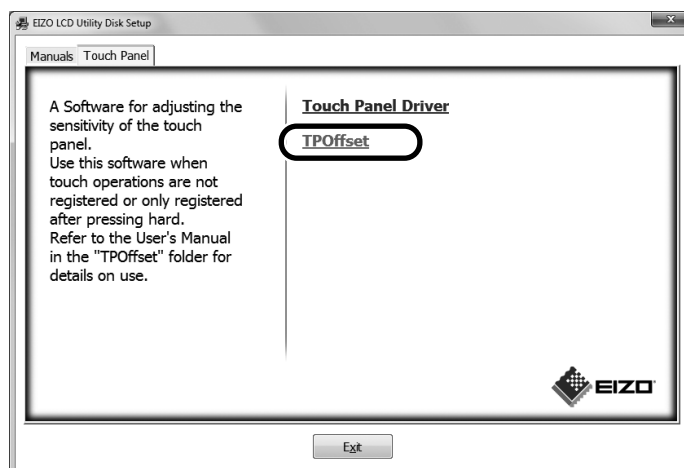 EIZO LCD Utility Disk Setup
x
Manuals Touch Panel
A Software for adjusting the
sensitivity of the touch
panel.
Use this software when
touch operations are not
registered or only registered
after pressing hard.
Refer to the User's Manual
in the "TPOffset" folder for
details on use.
Touch Panel Driver
TPOffset
EIZO
Exit